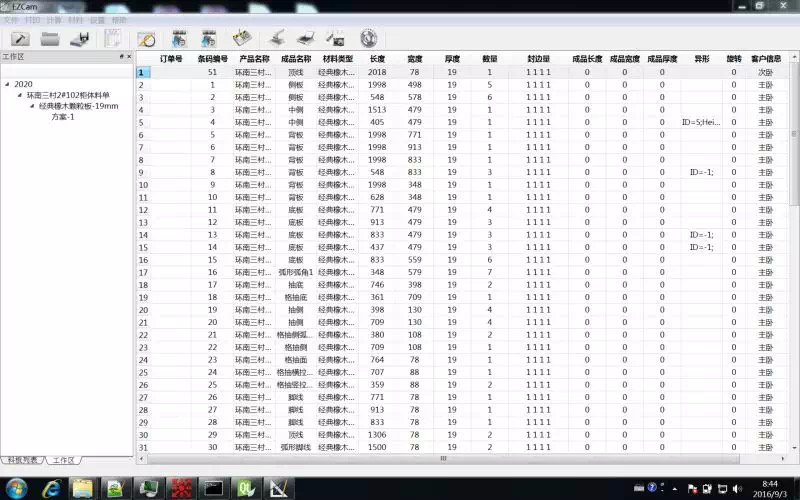 EZCam
文件 打印 计算 材料 设置 帮助
工作区
2020
环南三村2#102柜体料单
经典橡木颗粒板-19mm
方案-1
料板列表 工作区
订单号 条码编号 产品名称 成品名称 材料类型 长度 宽度 厚度 数量 封边量 成品长度 成品宽度 成品厚度 异形 旋转 客户信息
1 51 环南三村... 顶线 经典橡木... 2018 78 19 1 1 1 1 1 0 0 0 0 次卧
2 1 环南三村... 侧板 经典橡木... 1998 498 19 5 1 1 1 1 0 0 0 0 主卧
3 2 环南三村... 侧板 经典橡木... 548 578 19 6 1 1 1 1 0 0 0 0 主卧
4 3 环南三村... 中侧 经典橡木... 1513 479 19 1 1 1 1 1 0 0 0 0 主卧
5 4 环南三村... 中侧 经典橡木... 405 479 19 1 1 1 1 1 0 0 0 ID=5;Hei... 0 主卧
6 5 环南三村... 背板 经典橡木... 1998 771 19 1 1 1 1 1 0 0 0 0 主卧
7 6 环南三村... 背板 经典橡木... 1998 913 19 1 1 1 1 1 0 0 0 0 主卧
8 7 环南三村... 背板 经典橡木... 1998 833 19 1 1 1 1 1 0 0 0 0 主卧
9 8 环南三村... 背板 经典橡木... 548 833 19 3 1 1 1 1 0 0 0 ID=-1; 0 主卧
10 9 环南三村... 背板 经典橡木... 1998 348 19 1 1 1 1 1 0 0 0 0 主卧
11 10 环南三村... 背板 经典橡木... 628 348 19 1 1 1 1 1 0 0 0 0 主卧
12 11 环南三村... 底板 经典橡木... 771 479 19 4 1 1 1 1 0 0 0 0 主卧
13 12 环南三村... 底板 经典橡木... 913 479 19 3 1 1 1 1 0 0 0 0 主卧
14 13 环南三村... 底板 经典橡木... 833 479 19 3 1 1 1 1 0 0 0 ID=-1; 0 主卧
15 14 环南三村... 底板 经典橡木... 437 479 19 3 1 1 1 1 0 0 0 ID=-1; 0 主卧
16 15 环南三村... 底板 经典橡木... 833 559 19 6 1 1 1 1 0 0 0 0 主卧
17 16 环南三村... 弧形弧角1 经典橡木... 348 579 19 7 1 1 1 1 0 0 0 0 主卧
18 17 环南三村... 抽底 经典橡木... 746 398 19 2 1 1 1 1 0 0 0 0 主卧
19 18 环南三村... 格抽底 经典橡木... 361 709 19 1 1 1 1 1 0 0 0 0 主卧
20 19 环南三村... 抽侧 经典橡木... 398 130 19 4 1 1 1 1 0 0 0 0 主卧
21 20 环南三村... 抽侧 经典橡木... 709 130 19 4 1 1 1 1 0 0 0 0 主卧
22 21 环南三村... 格抽侧弧... 经典橡木... 380 108 19 2 1 1 1 1 0 0 0 0 主卧
23 22 环南三村... 格抽侧 经典橡木... 709 108 19 1 1 1 1 1 0 0 0 0 主卧
24 23 环南三村... 格抽面 经典橡木... 764 78 19 1 1 1 1 1 0 0 0 0 主卧
25 24 环南三村... 格抽横拉... 经典橡木... 707 88 19 1 1 1 1 1 0 0 0 0 主卧
26 25 环南三村... 格抽竖拉... 经典橡木... 359 88 19 2 1 1 1 1 0 0 0 0 主卧
27 26 环南三村... 脚线 经典橡木... 771 78 19 1 1 1 1 1 0 0 0 0 主卧
28 27 环南三村... 脚线 经典橡木... 913 78 19 1 1 1 1 1 0 0 0 0 主卧
29 28 环南三村... 脚线 经典橡木... 833 78 19 1 1 1 1 1 0 0 0 0 主卧
30 29 环南三村... 顶线 经典橡木... 1306 78 19 2 1 1 1 1 0 0 0 0 主卧
31 30 环南三村... 弧形脚线 经典橡木... 1500 78 19 2 1 1 1 1 0 0 0 0 主卧
8:44
2016/9/3